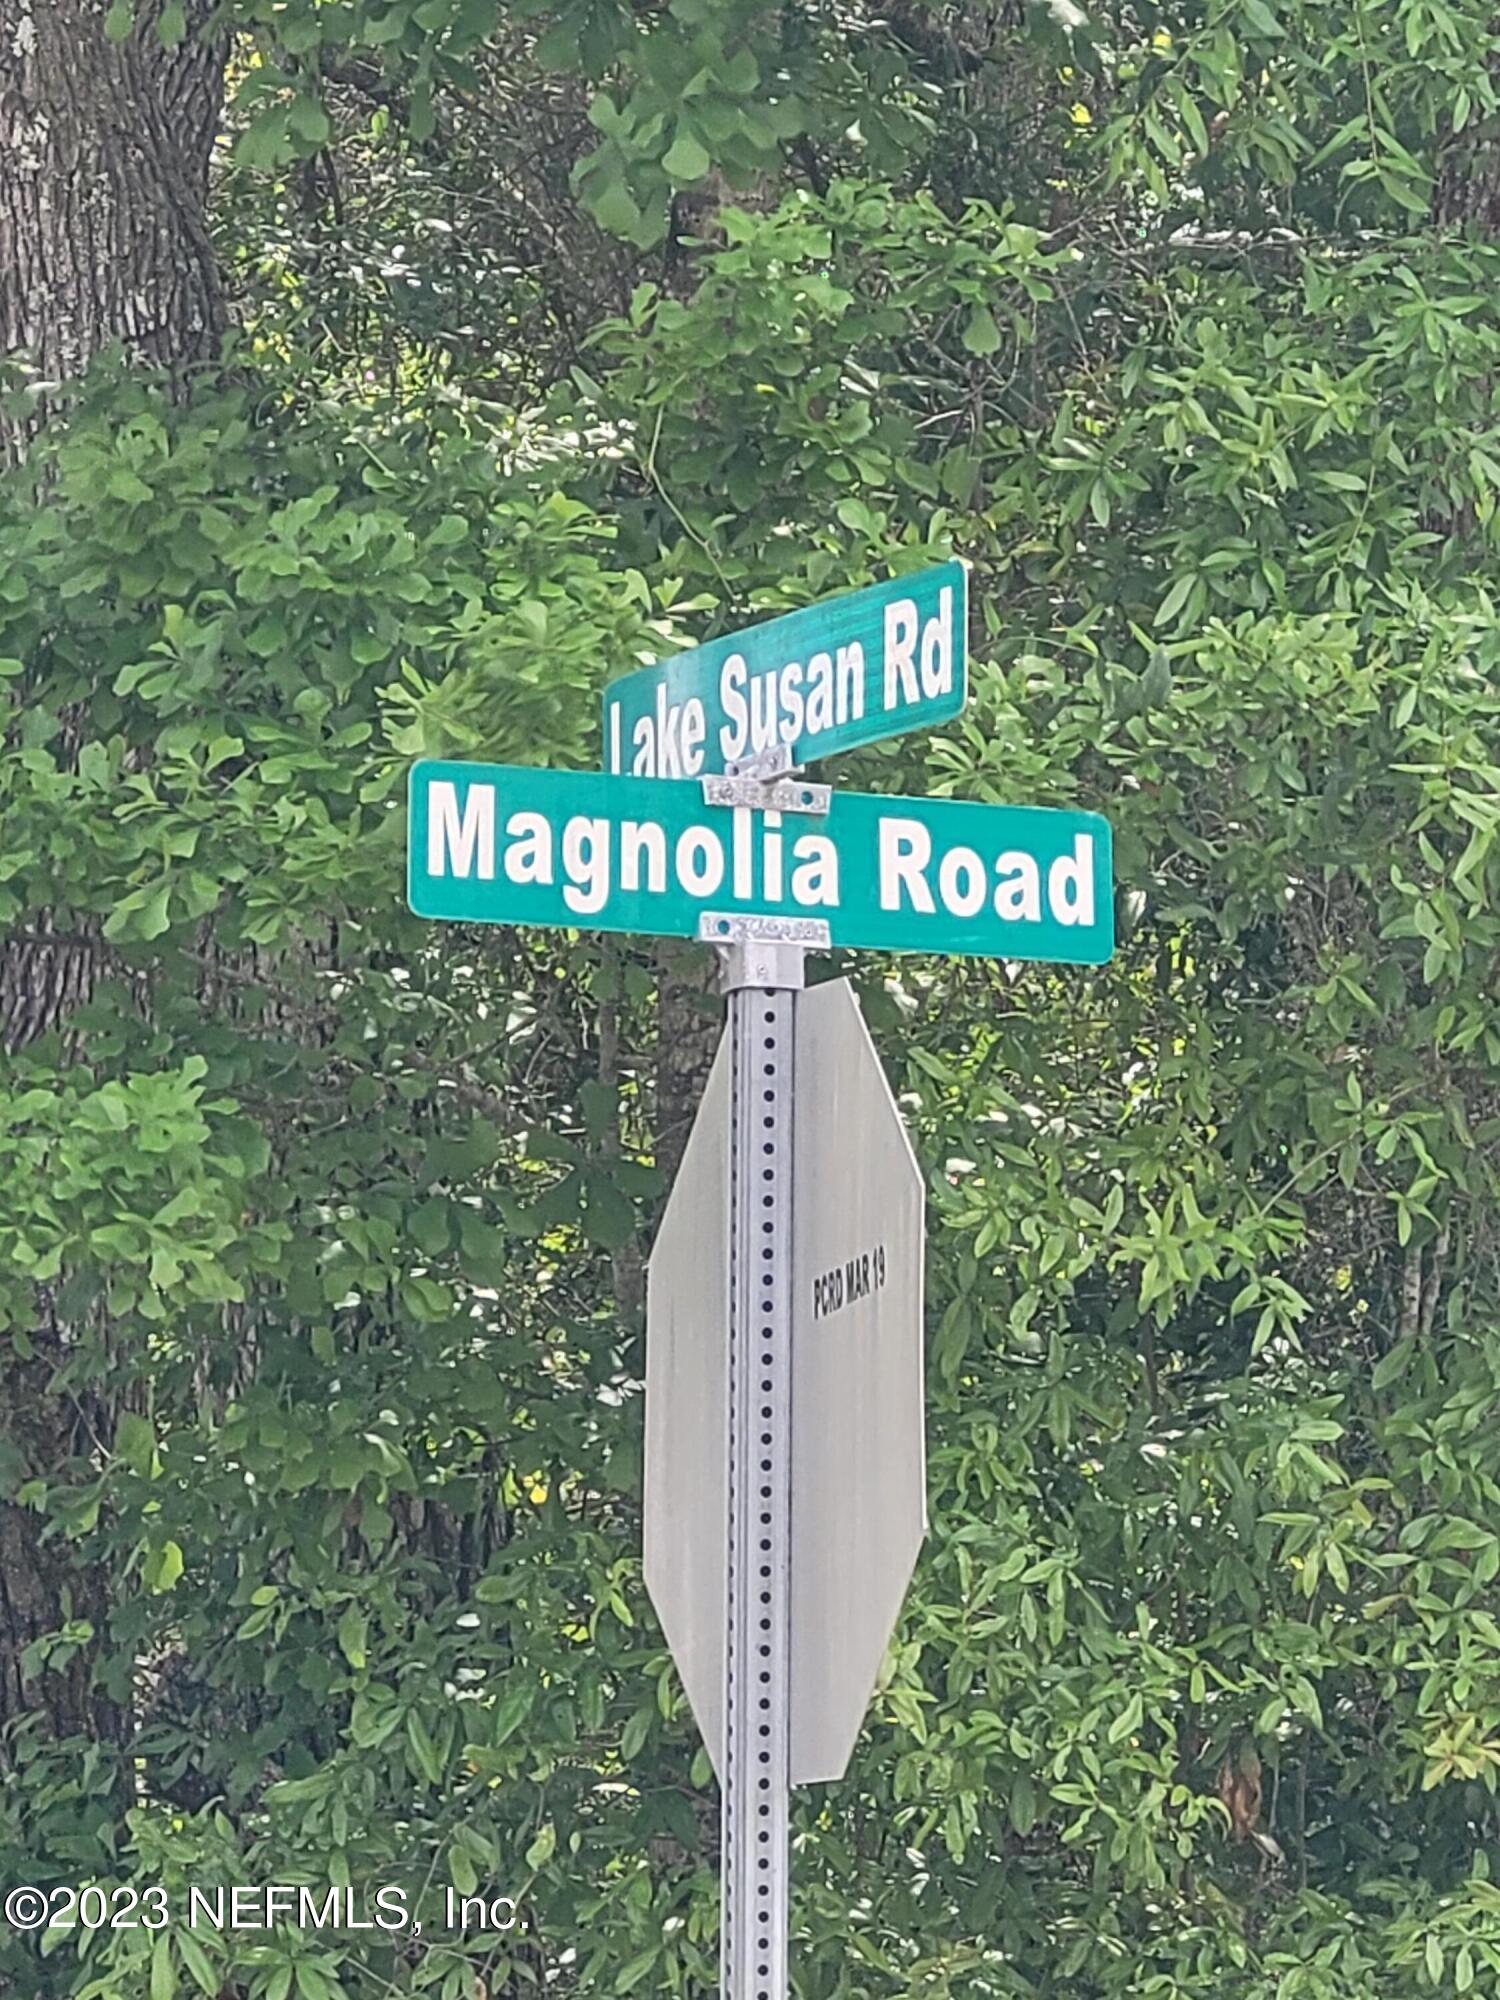 Lake Susan Rd
Magnolia Road
PCRD MAR 19
©2023 NEFMLS, Inc.